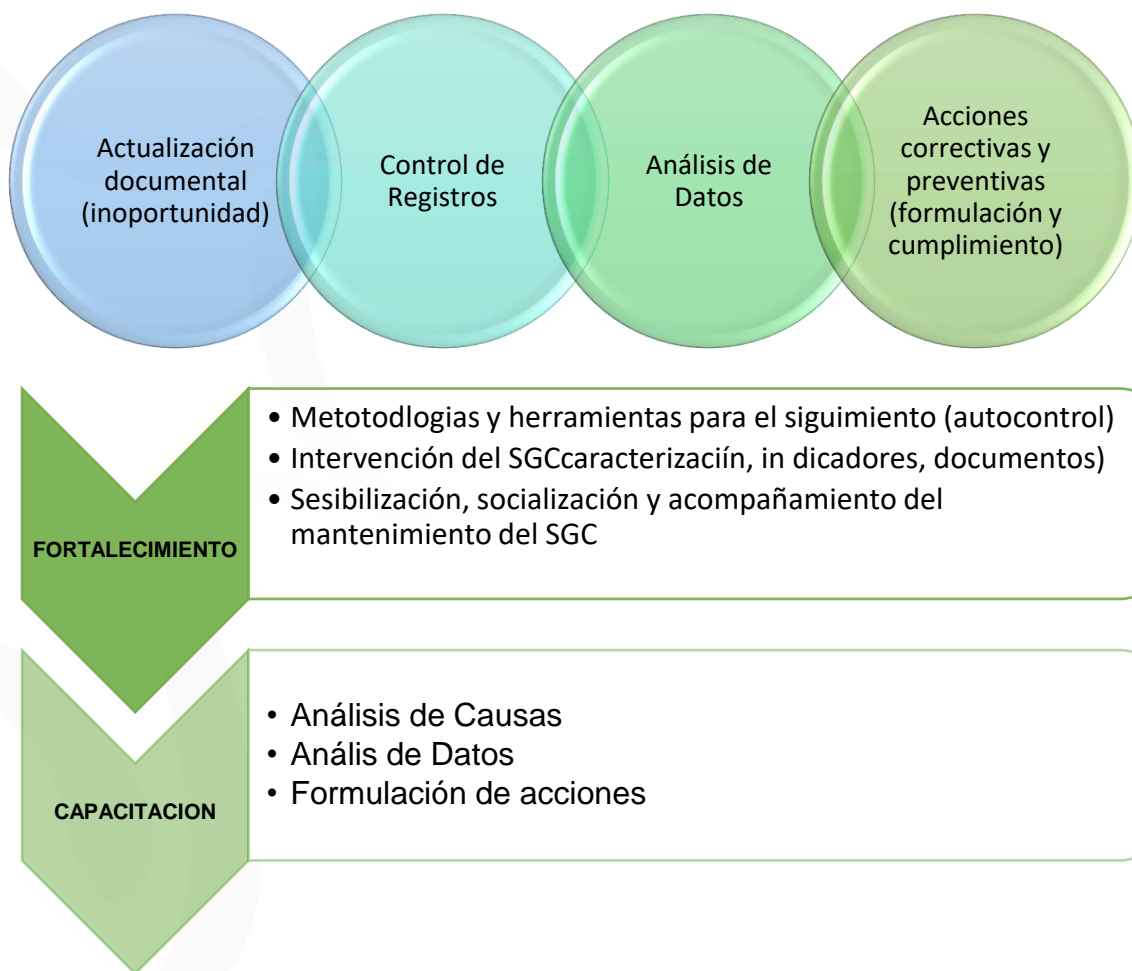 Actualización
documental
(inoportunidad)
Control de
Registros
Análisis de
Datos
Acciones
correctivas y
preventivas
(formulación y
cumplimiento)
FORTALECIMIENTO
• Metotodlogias y herramientas para el siguimiento (autocontrol)
• Intervención del SGCcaracterizaciín, in dicadores, documentos)
• Sesibilización, socialización y acompañamiento del
mantenimiento del SGC
CAPACITACION
• Análisis de Causas
• Anális de Datos
• Formulación de acciones